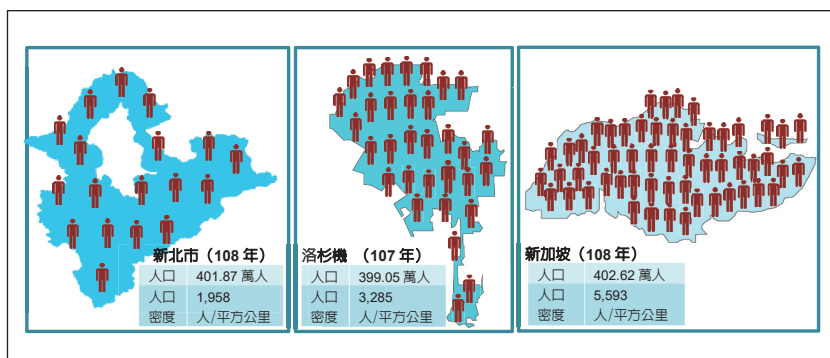 新北市（108 年）
人口 401.87 萬人
人口 1,958
密度 人/平方公里
洛杉機 （107 年）
人口 399.05 萬人
人口 3,285
密度 人/平方公里
新加坡（108 年）
人口 402.62 萬人
人口 5,593
密度 人/平方公里